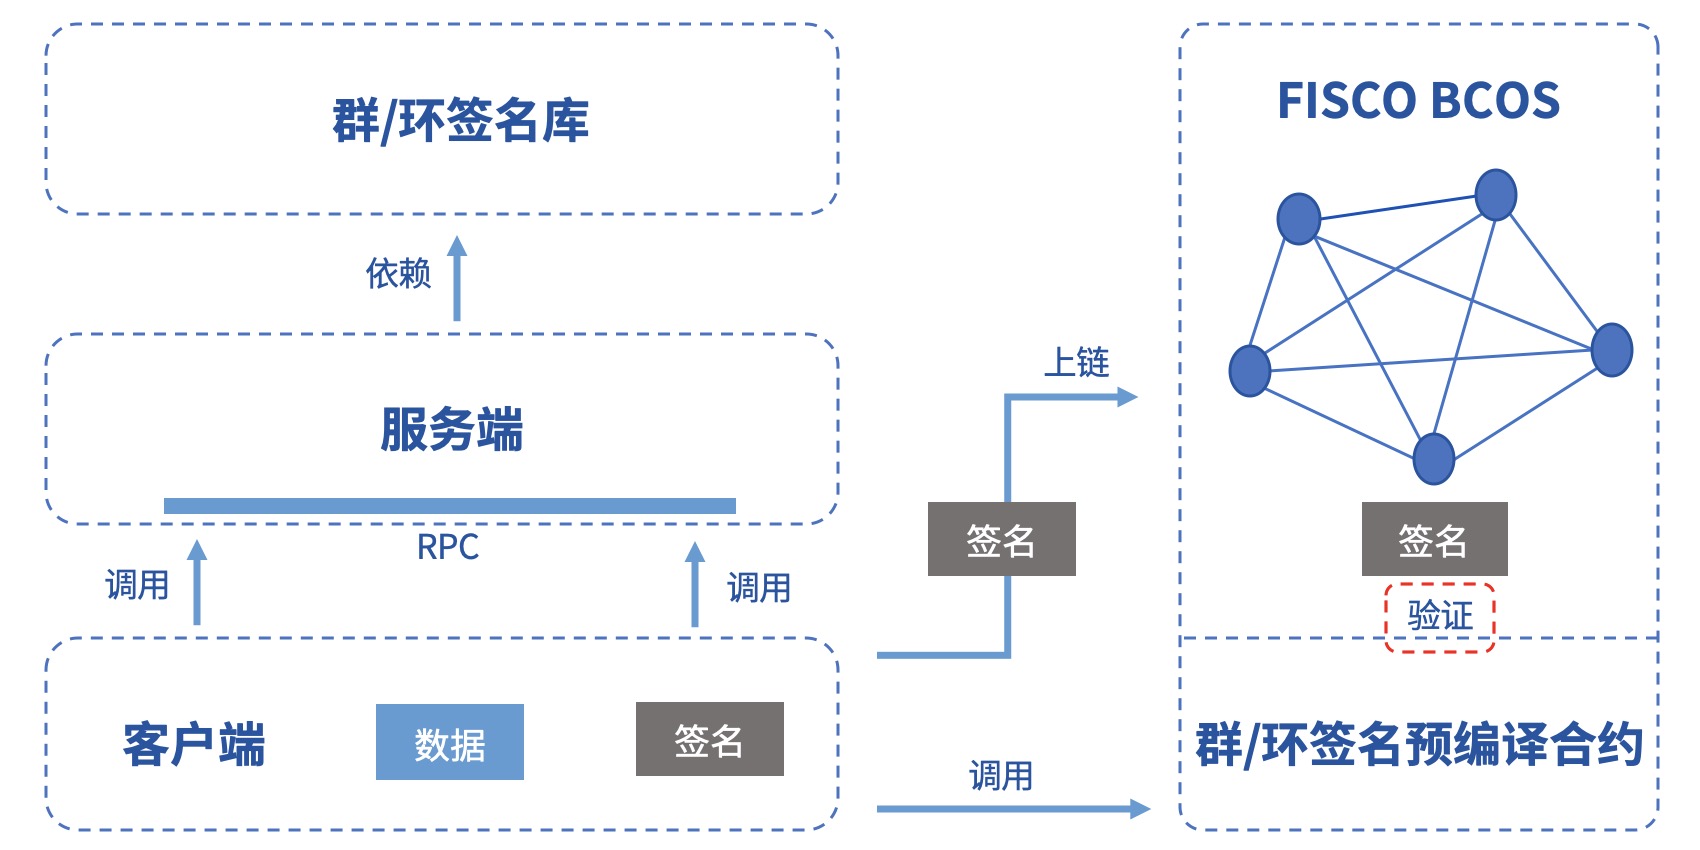 群/环签名库
依赖
服务端
RPC
调用
调用
客户端
数据
签名
上链
签名
调用
FISCO BCOS
签名
验证
群/环签名预编译合约